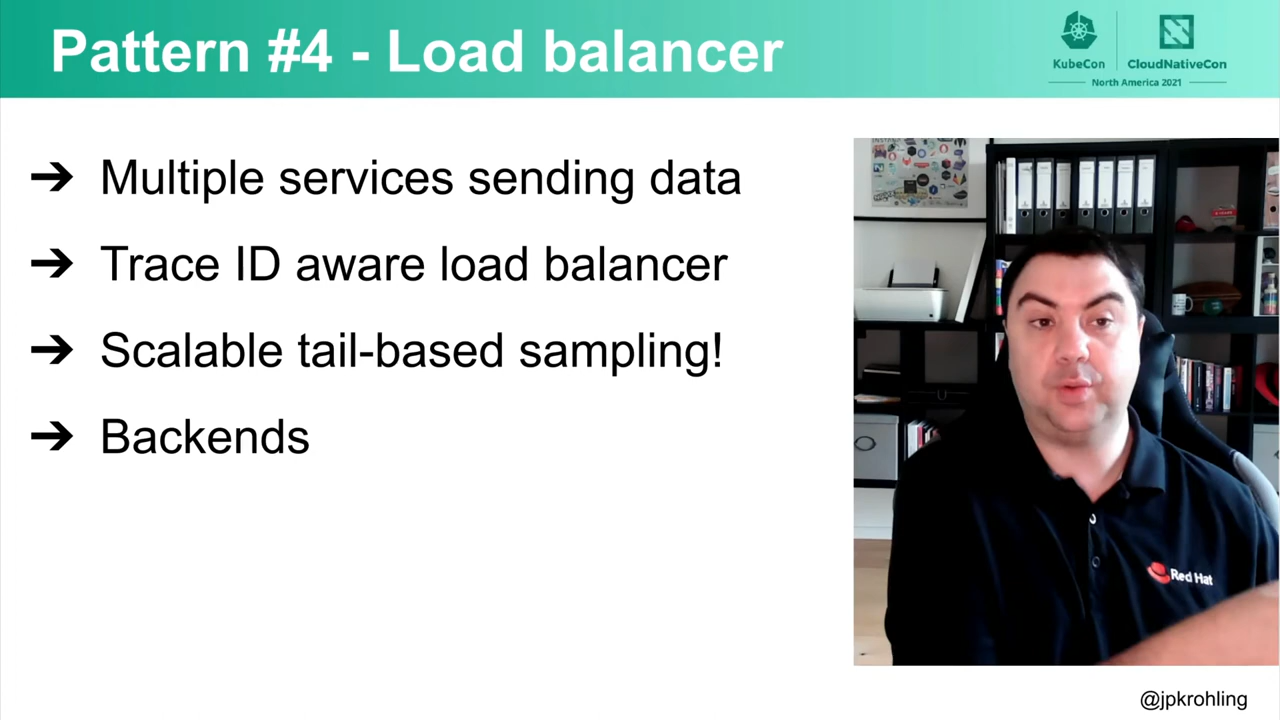 Pattern #4 - Load balancer
KubeCon
CloudNativeCon
North America 2021
➔ Multiple services sending data
➔ Trace ID aware load balancer
➔ Scalable tail-based sampling!
➔ Backends
Red Hat
@jpkrohling